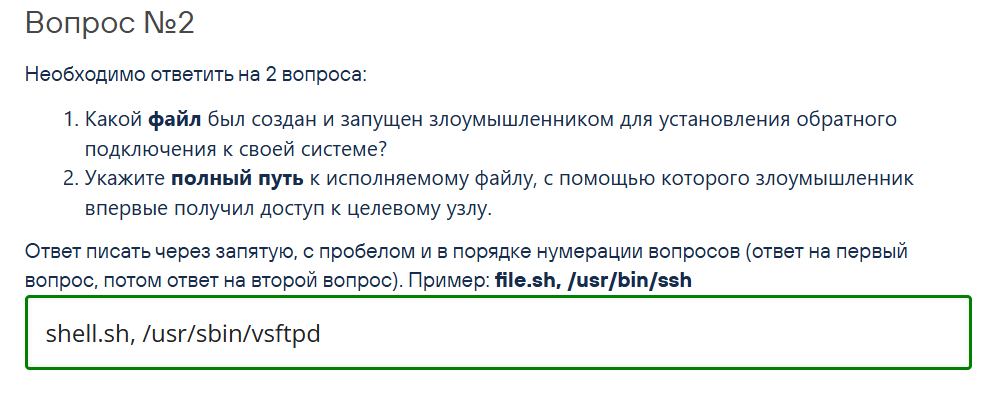 Вопрос №2
Необходимо ответить на 2 вопроса:
1. Какой файл был создан и запущен злоумышленником для установления обратного
подключения к своей системе?
2. Укажите полный путь к исполняемому файлу, с помощью которого злоумышленник
впервые получил доступ к целевому узлу.
Ответ писать через запятую, с пробелом и в порядке нумерации вопросов (ответ на первый
вопрос, потом ответ на второй вопрос). Пример: file.sh, /usr/bin/ssh
shell.sh, /usr/sbin/vsftpd